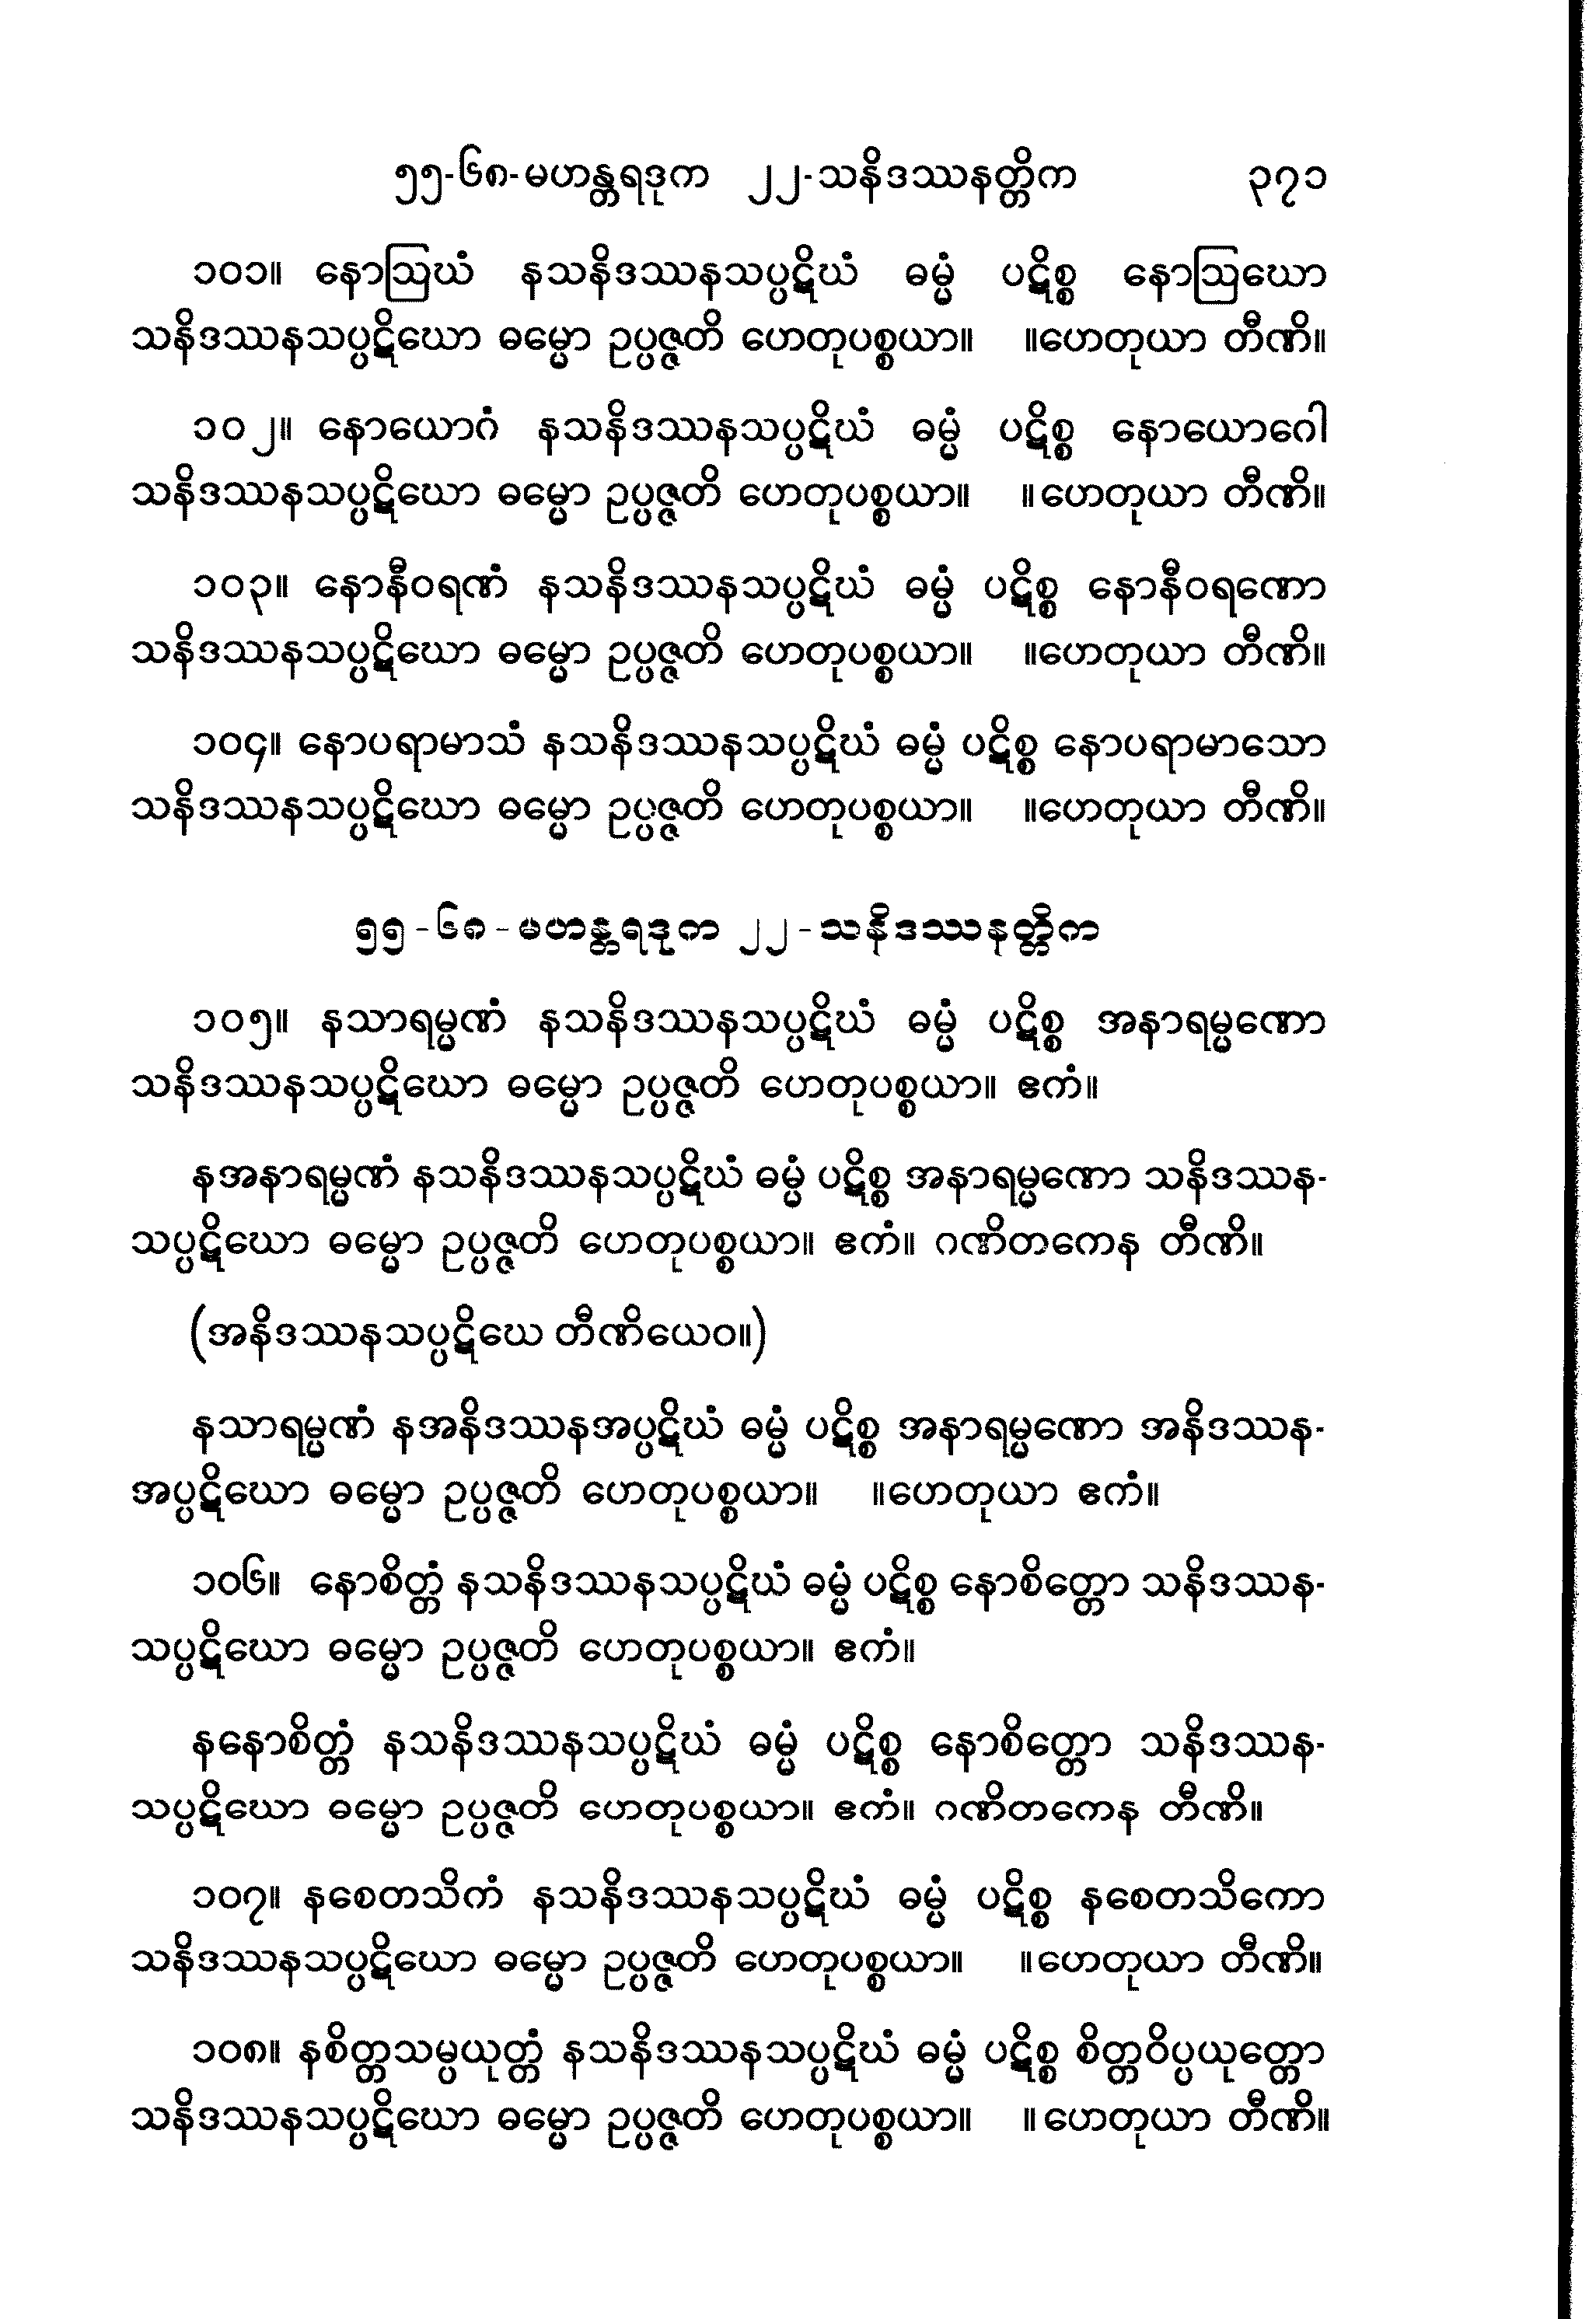 ၅၅-၆၈-မဟန္တရဒုက ၂၂-သနိဒဿနတ္တိက ၃၇၁
၁၀၁။ နောဩဃံ နသနိဒဿနသပ္ပဋိဃံ ဓမ္မံ ပဋိစ္စ နောဩဃော
သနိဒဿနသပ္ပဋိဃော ဓမ္မော ဥပ္ပဇ္ဇတိ ဟေတုပစ္စယာ။ ။ဟေတုယာ တီဏိ။
၁၀၂။ နောယောဂံ နသနိဒဿနသပ္ပဋိဃံ ဓမ္မံ ပဋိစ္စ နောယောဂေါ
သနိဒဿနသပ္ပဋိဃော ဓမ္မော ဥပ္ပဇ္ဇတိ ဟေတုပစ္စယာ။ ။ဟေတုယာ တီဏိ။
၁၀၃။ နောနီဝရဏံ နသနိဒဿနသပ္ပဋိဃံ ဓမ္မံ ပဋိစ္စ နောနီဝရဏော
သနိဒဿနသပ္ပဋိဃော ဓမ္မော ဥပ္ပဇ္ဇတိ ဟေတုပစ္စယာ။ ။ဟေတုယာ တီဏိ။
၁၀၄။ နောပရာမာသံ နသနိဒဿနသပ္ပဋိဃံ ဓမ္မံ ပဋိစ္စ နောပရာမာသော
သနိဒဿနသပ္ပဋိဃော ဓမ္မော ဥပ္ပဇ္ဇတိ ဟေတုပစ္စယာ။ ။ဟေတုယာ တီဏိ။
၅၅-၆၈-မဟန္တရဒုက ၂၂-သနိဒဿနတ္တိက
၁၀၅။ နသာရမ္မဏံ နသနိဒဿနသပ္ပဋိဃံ ဓမ္မံ ပဋိစ္စ အနာရမ္မဏော
သနိဒဿနသပ္ပဋိဃော ဓမ္မော ဥပ္ပဇ္ဇတိ ဟေတုပစ္စယာ။ ဧကံ။
နအနာရမ္မဏံ နသနိဒဿနသပ္ပဋိဃံ ဓမ္မံ ပဋိစ္စ အနာရမ္မဏော သနိဒဿန-
သပ္ပဋိဃော ဓမ္မော ဥပ္ပဇ္ဇတိ ဟေတုပစ္စယာ။ ဧကံ။ ဂဏိတကေန တီဏိ။
(အနိဒဿနသပ္ပဋိဃေ တီဏိယေဝ။)
နသာရမ္မဏံ နအနိဒဿနအပ္ပဋိဃံ ဓမ္မံ ပဋိစ္စ အနာရမ္မဏော အနိဒဿန-
အပ္ပဋိဃော ဓမ္မော ဥပ္ပဇ္ဇတိ ဟေတုပစ္စယာ။ ။ဟေတုယာ ဧကံ။
၁၀၆။ နောစိတ္တံ နသနိဒဿနသပ္ပဋိဃံ ဓမ္မံ ပဋိစ္စ နောစိတ္တော သနိဒဿန-
သပ္ပဋိဃော ဓမ္မော ဥပ္ပဇ္ဇတိ ဟေတုပစ္စယာ။ ဧကံ။
နနောစိတ္တံ နသနိဒဿနသပ္ပဋိဃံ ဓမ္မံ ပဋိစ္စ နောစိတ္တော သနိဒဿန-
သပ္ပဋိဃော ဓမ္မော ဥပ္ပဇ္ဇတိ ဟေတုပစ္စယာ။ ဧကံ။ ဂဏိတကေန တီဏိ။
၁၀၇။ နစေတသိကံ နသနိဒဿနသပ္ပဋိဃံ ဓမ္မံ ပဋိစ္စ နစေတသိကော
သနိဒဿနသပ္ပဋိဃော ဓမ္မော ဥပ္ပဇ္ဇတိ ဟေတုပစ္စယာ။ ။ဟေတုယာ တီဏိ။
၁၀၈။ နစိတ္တသမ္ပယုတ္တံ နသနိဒဿနသပ္ပဋိဃံ ဓမ္မံ ပဋိစ္စ စိတ္တဝိပ္ပယုတ္တော
သနိဒဿနသပ္ပဋိဃော ဓမ္မော ဥပ္ပဇ္ဇတိ ဟေတုပစ္စယာ။ ။ဟေတုယာ တီဏိ။